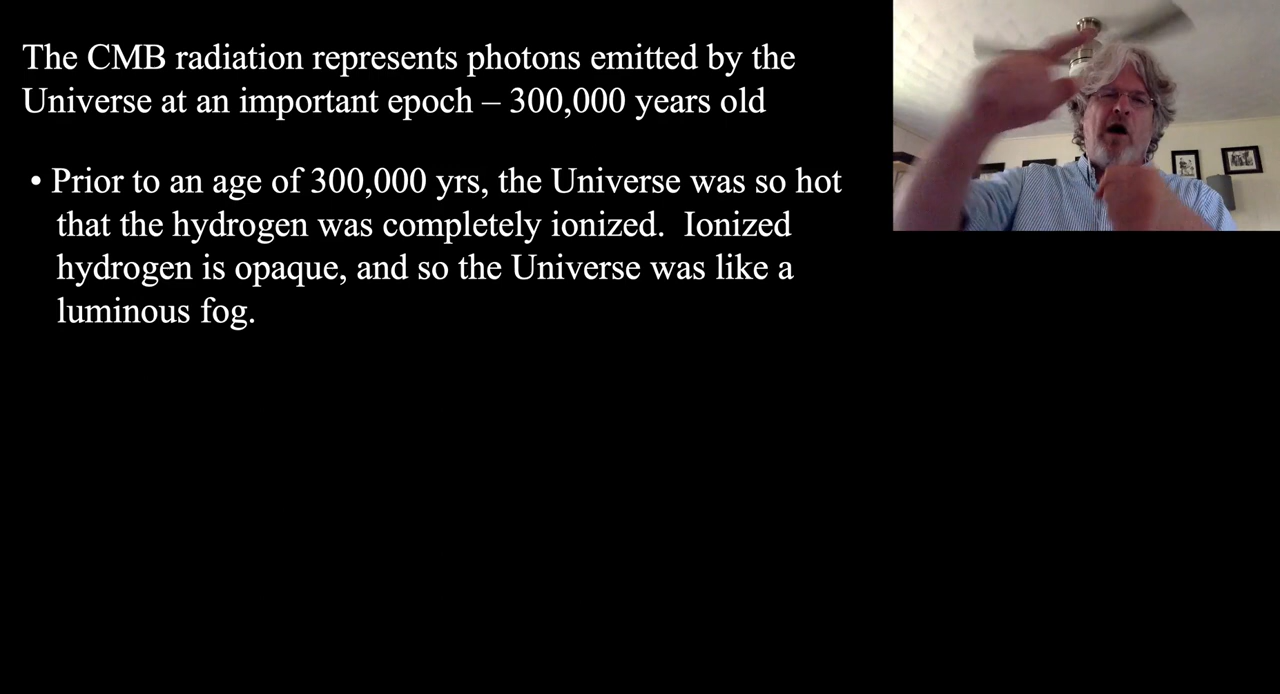 The CMB radiation represents photons emitted by the
Universe at an important epoch – 300,000 years old
• Prior to an age of 300,000 yrs, the Universe was so hot
that the hydrogen was completely ionized.  Ionized
hydrogen is opaque, and so the Universe was like a
luminous fog.